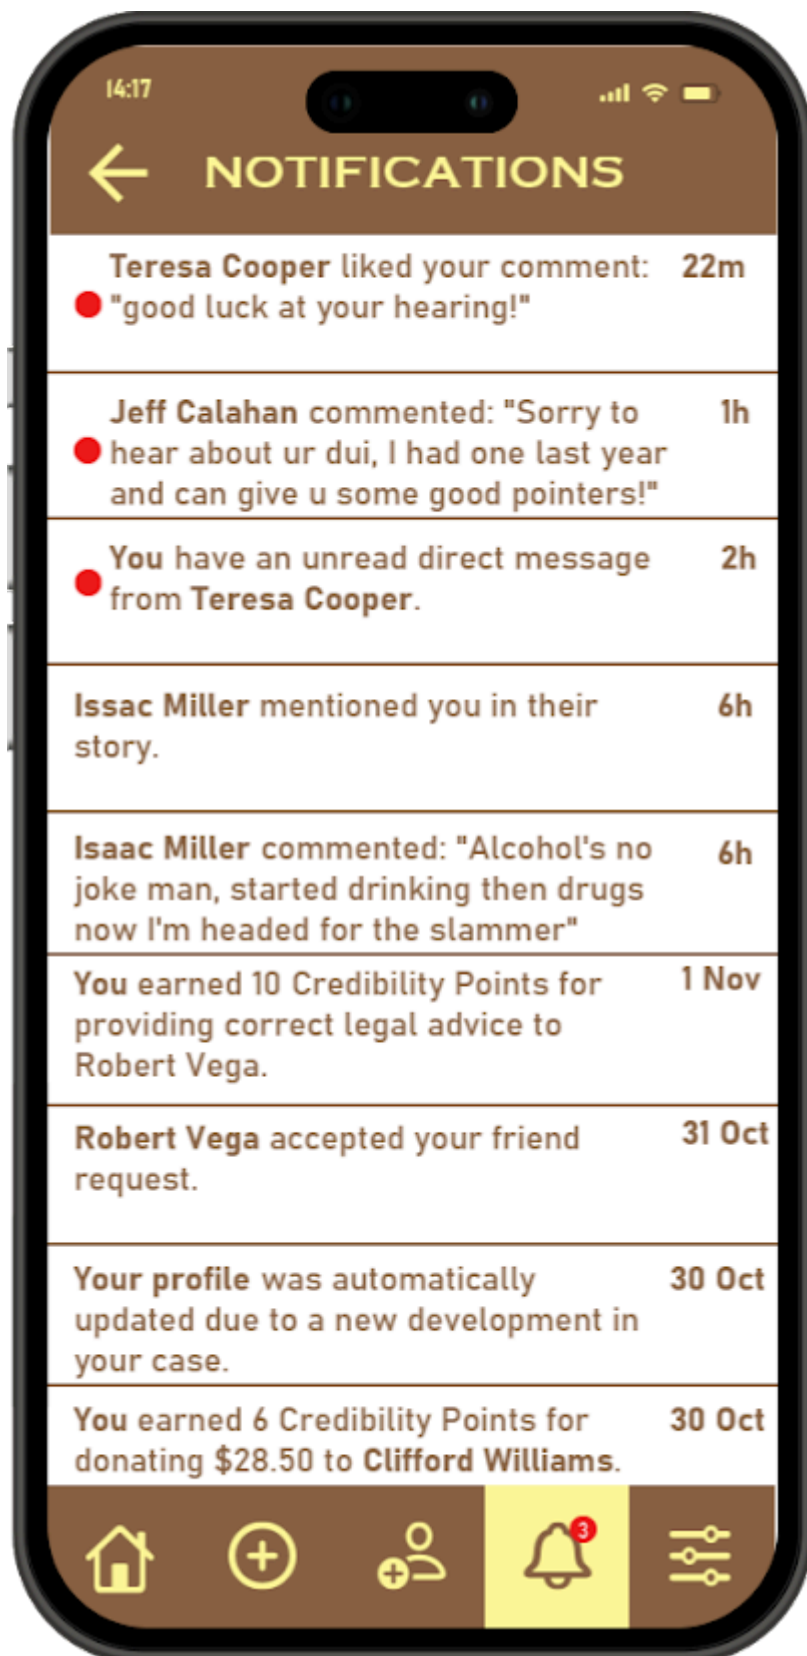 14:17
NOTIFICATIONS
Teresa Cooper liked your comment: 22m
"good luck at your hearing!"
Jeff Calahan commented: "Sorry to 1h
hear about ur dui, I had one last year
and can give u some good pointers!"
You have an unread direct message 2h
from Teresa Cooper.
Issac Miller mentioned you in their 6h
story.
Isaac Miller commented: "Alcohol's no 6h
joke man, started drinking then drugs
now I'm headed for the slammer"
You earned 10 Credibility Points for 1 Nov
providing correct legal advice to
Robert Vega.
Robert Vega accepted your friend 31 Oct
request.
Your profile was automatically 30 Oct
updated due to a new development in
your case.
You earned 6 Credibility Points for 30 Oct
donating $28.50 to Clifford Williams.
3